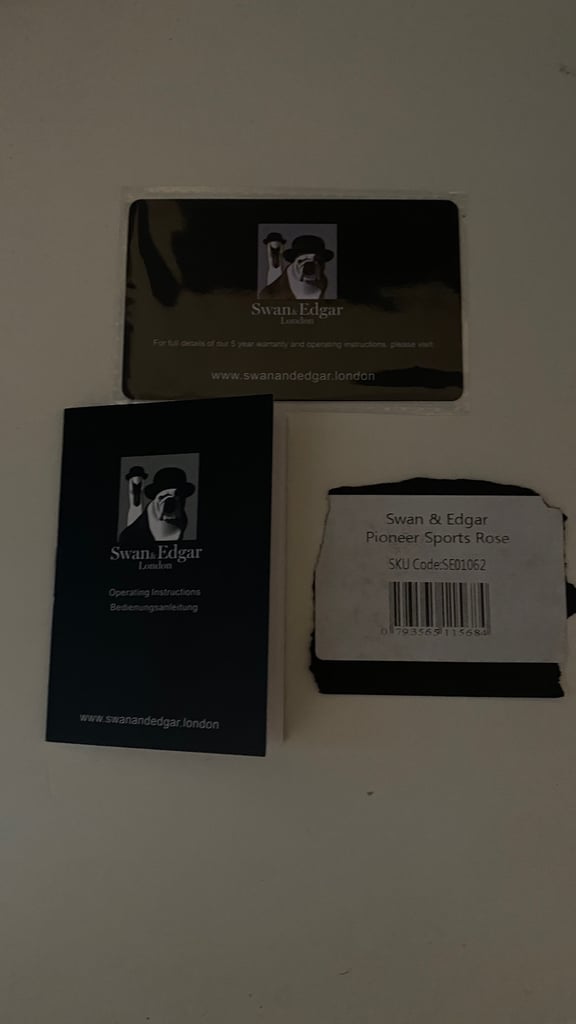 Swan & Edgar
London
For full details of our 5 year warranty and operating instructions, please visit:
www.swanandedgar.london
Swan & Edgar
London
Operating Instructions
Bedienungsanleitung
www.swanandedgar.london
Swan & Edgar
Pioneer Sports Rose
SKU Code:SE01062
0 793565 115684